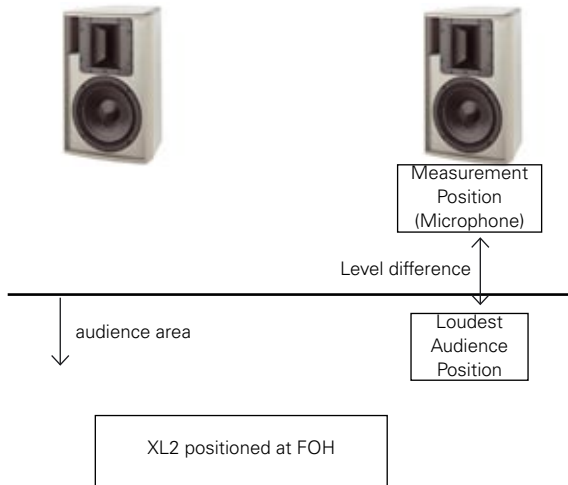 Measurement
Position
(Microphone)
Level difference
audience area
Loudest
Audience
Position
XL2 positioned at FOH